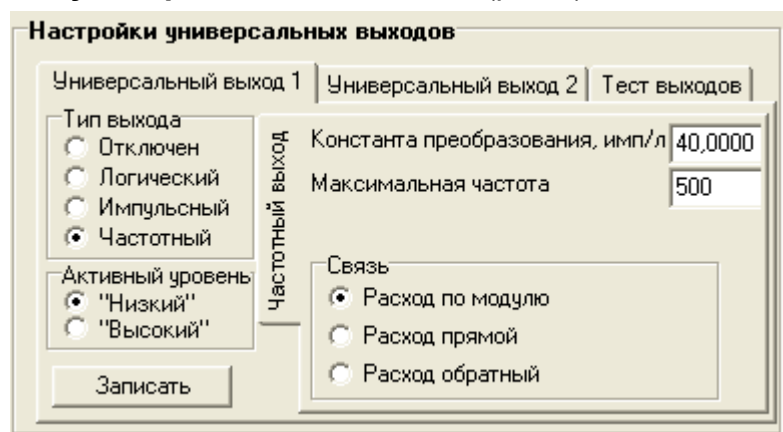 Настройки универсальных выходов
Универсальный выход 1
Универсальный выход 2
Тест выходов
Тип выхода
Отключен
Логический
Импульсный
Частотный
Активный уровень
"Низкий"
"Высокий"
Записать
Частотный выход
Константа преобразования, имп/л 40,0000
Максимальная частота 500
Связь
Расход по модулю
Расход прямой
Расход обратный